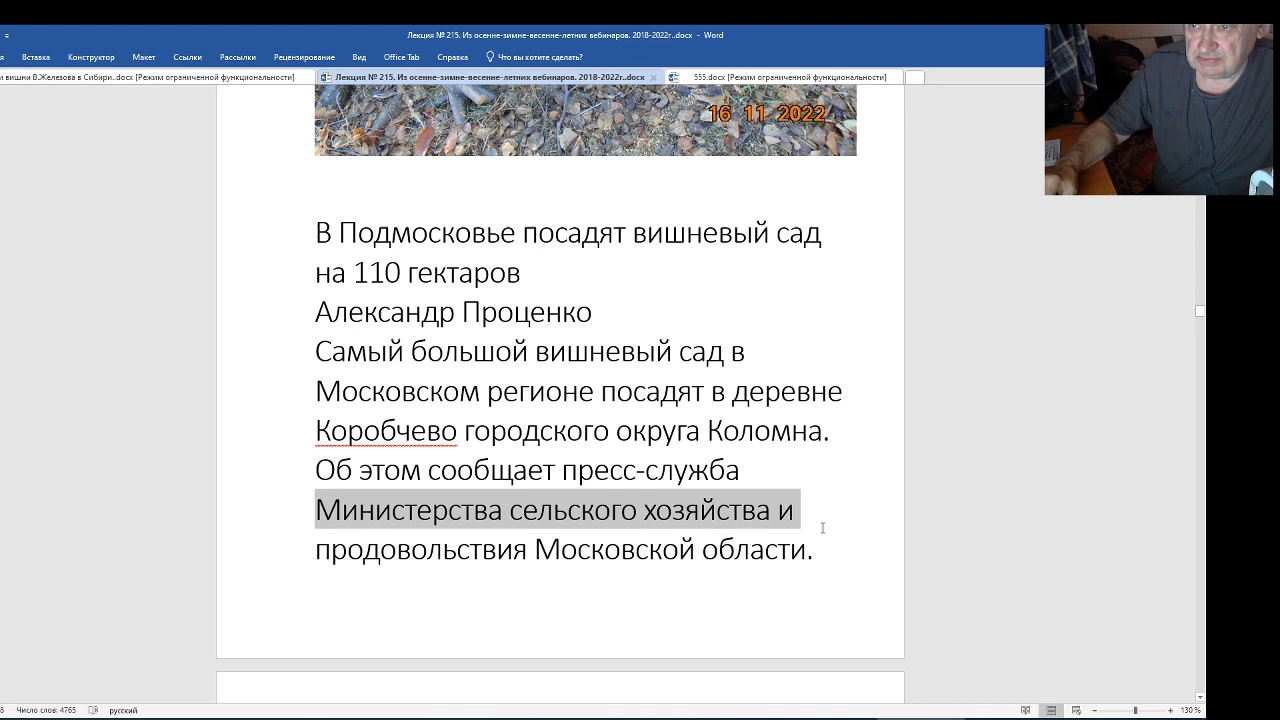 Лекция № 215. Из осенне-зимне-весенне-летних вебинаров. 2018-2022г..docx - Word
Вставка Конструктор Макет Ссылки Рассылки Рецензирование Вид Office Tab Справка Что вы хотите сделать?
и вишни В.Железова в Сибири..docx [Режим ограниченной функциональности] Лекция № 215. Из осенне-зимне-весенне-летних вебинаров. 2018-2022г..docx 555.docx [Режим ограниченной функциональности]
16 11 2022
В Подмосковье посадят вишневый сад
на 110 гектаров
Александр Проценко
Самый большой вишневый сад в
Московском регионе посадят в деревне
Коробчево городского округа Коломна.
Об этом сообщает пресс-служба
Министерства сельского хозяйства и
продовольствия Московской области.
8 Число слов: 4765 русский 130 %